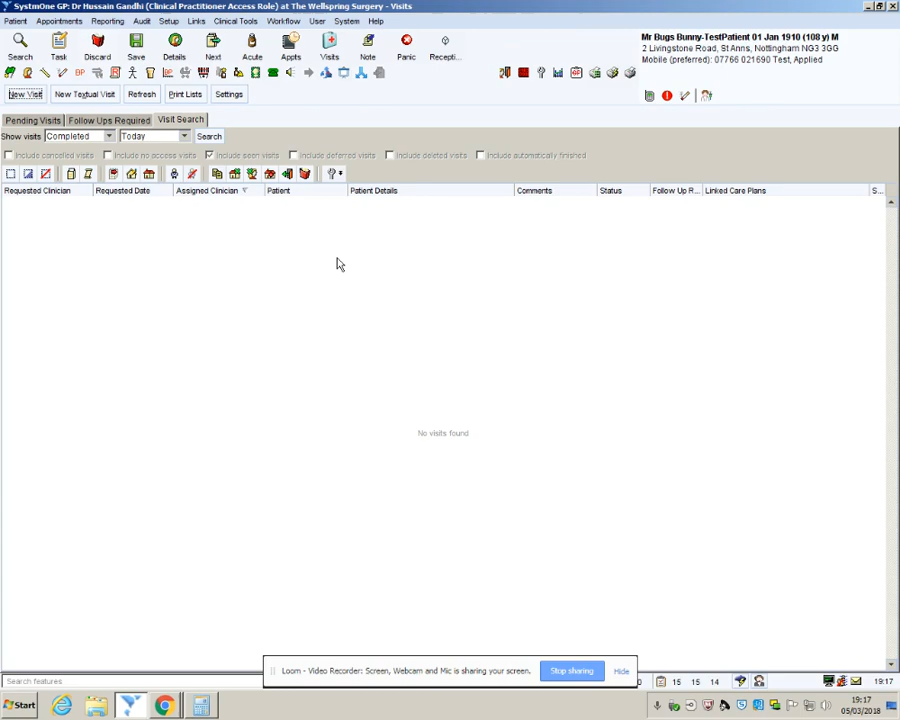 SystmOne GP: Dr Hussain Gandhi (Clinical Practitioner Access Role) at The Wellspring Surgery - Visits
Patient Appointments Reporting Audit Setup Links Clinical Tools Workflow User System Help
Search Task Discard Save Details Next Acute Appts Visits Note Panic Recepti...
Mr Bugs Bunny-TestPatient 01 Jan 1910 (108 y) M
2 Livingstone Road, St Anns, Nottingham NG3 3GG
Mobile (preferred): 07766 021690 Test, Applied
New Visit New Textual Visit Refresh Print Lists Settings
Pending Visits Follow Ups Required Visit Search
Show visits Completed Today Search
Include cancelled visits Include no access visits Include seen visits Include deferred visits Include deleted visits Include automatically finished
Requested Clinician Requested Date Assigned Clinician Patient Patient Details Comments Status Follow Up R... Linked Care Plans S...
No visits found
Loom - Video Recorder: Screen, Webcam and Mic is sharing your screen. Stop sharing Hide
Search features 0 15 15 14 19:17
Start 19:17
05/03/2018